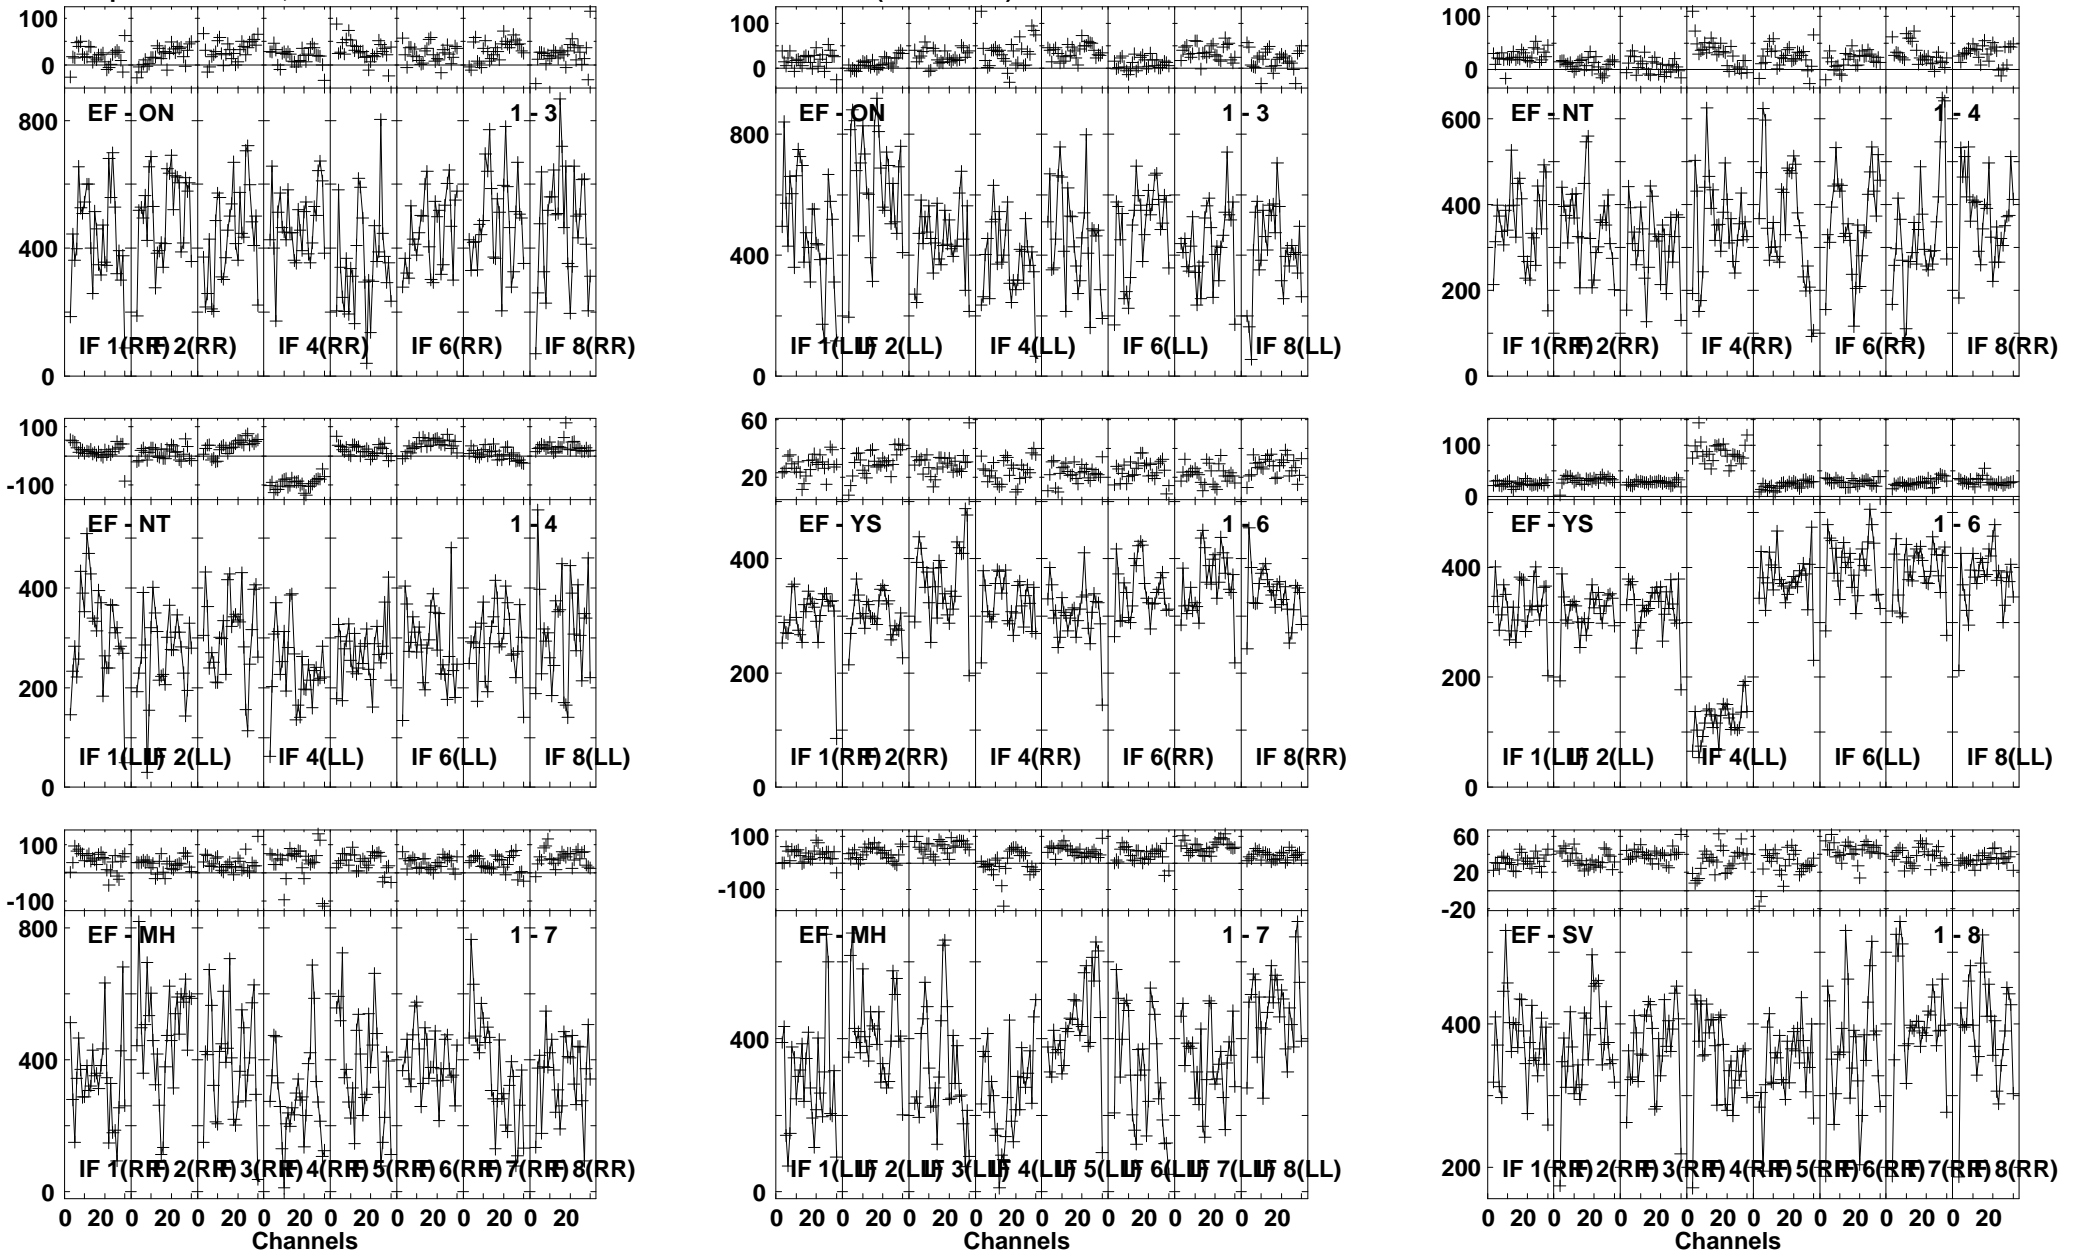 100 100 100
0 0 0
EF - ON 1 - 3 EF - ON 1 - 3 EF - NT 1 - 4
800 800 600
400 400 400
200
IF 1(RR) IF 2(RR) IF 4(RR) IF 6(RR) IF 8(RR) IF 1(LL) IF 2(LL) IF 4(LL) IF 6(LL) IF 8(LL) IF 1(RR) IF 2(RR) IF 4(RR) IF 6(RR) IF 8(RR)
0 0 0
100 60 100
-100 20 0
EF - NT 1 - 4 EF - YS 1 - 6 EF - YS 1 - 6
400 400 400
200 200 200
IF 1(LL) IF 2(LL) IF 4(LL) IF 6(LL) IF 8(LL) IF 1(RR) IF 2(RR) IF 4(RR) IF 6(RR) IF 8(RR) IF 1(LL) IF 2(LL) IF 4(LL) IF 6(LL) IF 8(LL)
0 0 0
100 100 60
20
-100 -100 -20
EF - MH 1 - 7 EF - MH 1 - 7 EF - SV 1 - 8
800
400 400 400
200
IF 1(RR) IF 2(RR) IF 3(RR) IF 4(RR) IF 5(RR) IF 6(RR) IF 7(RR) IF 8(RR) IF 1(LL) IF 2(LL) IF 3(LL) IF 4(LL) IF 5(LL) IF 6(LL) IF 7(LL) IF 8(LL) IF 1(RR) IF 2(RR) IF 3(RR) IF 4(RR) IF 5(RR) IF 6(RR) IF 7(RR) IF 8(RR)
0 0
0 20 0 20 0 20 0 20 0 20 0 20 0 20 0 20 0 20 0 20 0 20 0 20 0 20 0 20 0 20 0 20 0 20 0 20 0 20 0 20 0 20 0 20 0 20 0 20
Channels Channels Channels